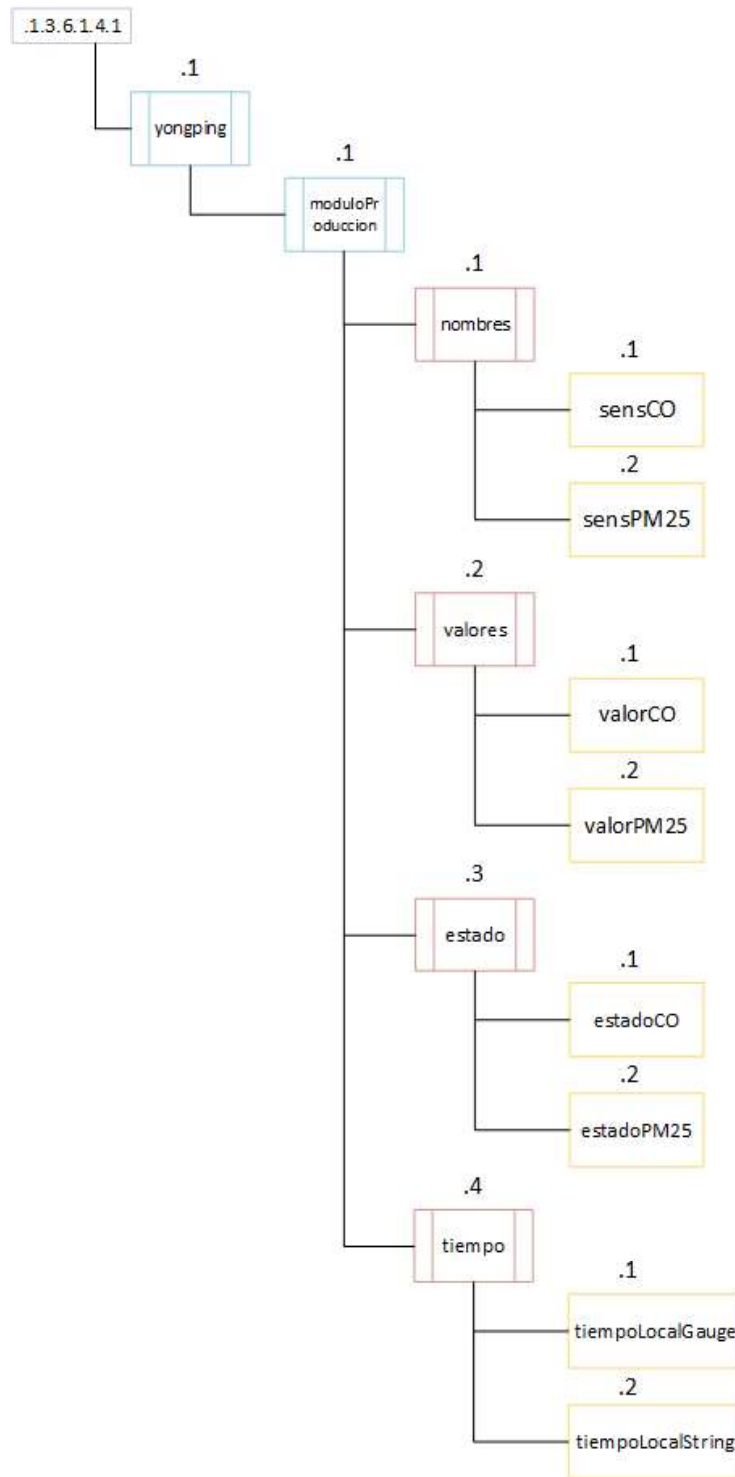 .1.3.6.1.4.1
.1
yongping
.1
moduloPr
oduccion
.1
nombres
.1
sensCO
.2
sensPM25
.2
valores
.1
valorCO
.2
valorPM25
.3
estado
.1
estadoCO
.2
estadoPM25
.4
tiempo
.1
tiempoLocalGauge
.2
tiempoLocalString